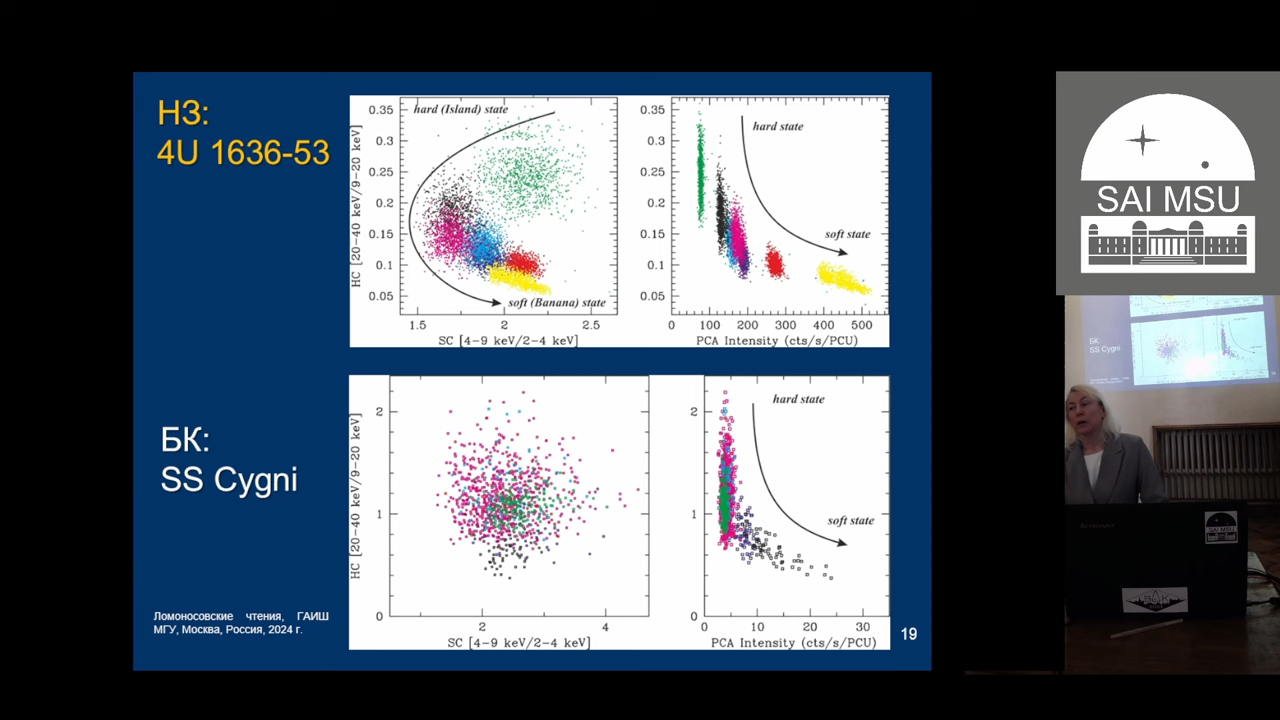 НЗ:
4U 1636-53
hard (Island) state
soft (Banana) state
0.35
0.3
0.25
0.2
0.15
0.1
0.05
HC [20-40 keV/9-20 keV]
1.5
2
2.5
SC [4-9 keV/2-4 keV]
hard state
soft state
0.35
0.3
0.25
0.2
0.15
0.1
0.05
0
100
200
300
400
500
PCA Intensity (cts/s/PCU)
БК:
SS Cygni
2
1
0
HC [20-40 keV/9-20 keV]
2
4
SC [4-9 keV/2-4 keV]
hard state
soft state
2
1
0
0
10
20
30
PCA Intensity (cts/s/PCU)
Ломоносовские чтения, ГАИШ
МГУ, Москва, Россия, 2024 г.
19
SAI MSU
БК:
SS Cygni
SAI MSU